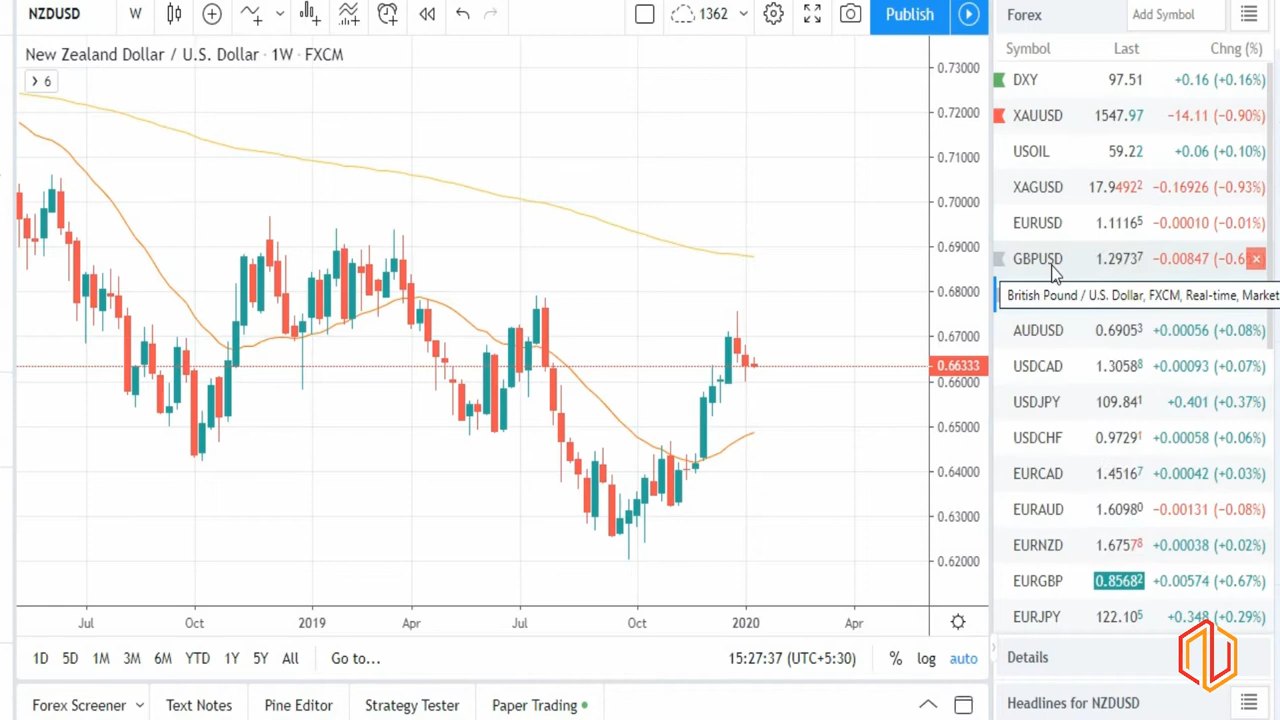 NZDUSD W 1362 Publish
New Zealand Dollar / U.S. Dollar · 1W · FXCM
6
0.73000
0.72000
0.71000
0.70000
0.69000
0.68000
0.67000
0.66333
0.66000
0.65000
0.64000
0.63000
0.62000
Jul Oct 2019 Apr Jul Oct 2020 Apr
1D 5D 1M 3M 6M YTD 1Y 5Y All Go to... 15:27:37 (UTC+5:30) % log auto
Forex Screener Text Notes Pine Editor Strategy Tester Paper Trading
Forex Add Symbol
Symbol Last Chng (%)
DXY 97.51 +0.16 (+0.16%)
XAUUSD 1547.97 −14.11 (−0.90%)
USOIL 59.22 +0.06 (+0.10%)
XAGUSD 17.9492 −0.16926 (−0.93%)
EURUSD 1.11165 −0.00010 (−0.01%)
GBPUSD 1.29737 −0.00847 (−0.6
British Pound / U.S. Dollar, FXCM, Real-time, Market
AUDUSD 0.69053 +0.00056 (+0.08%)
USDCAD 1.30588 +0.00093 (+0.07%)
USDJPY 109.841 +0.401 (+0.37%)
USDCHF 0.97291 +0.00058 (+0.06%)
EURCAD 1.45167 +0.00042 (+0.03%)
EURAUD 1.60980 −0.00131 (−0.08%)
EURNZD 1.67578 +0.00038 (+0.02%)
EURGBP 0.85682 +0.00574 (+0.67%)
EURJPY 122.105 +0.348 (+0.29%)
Details
Headlines for NZDUSD